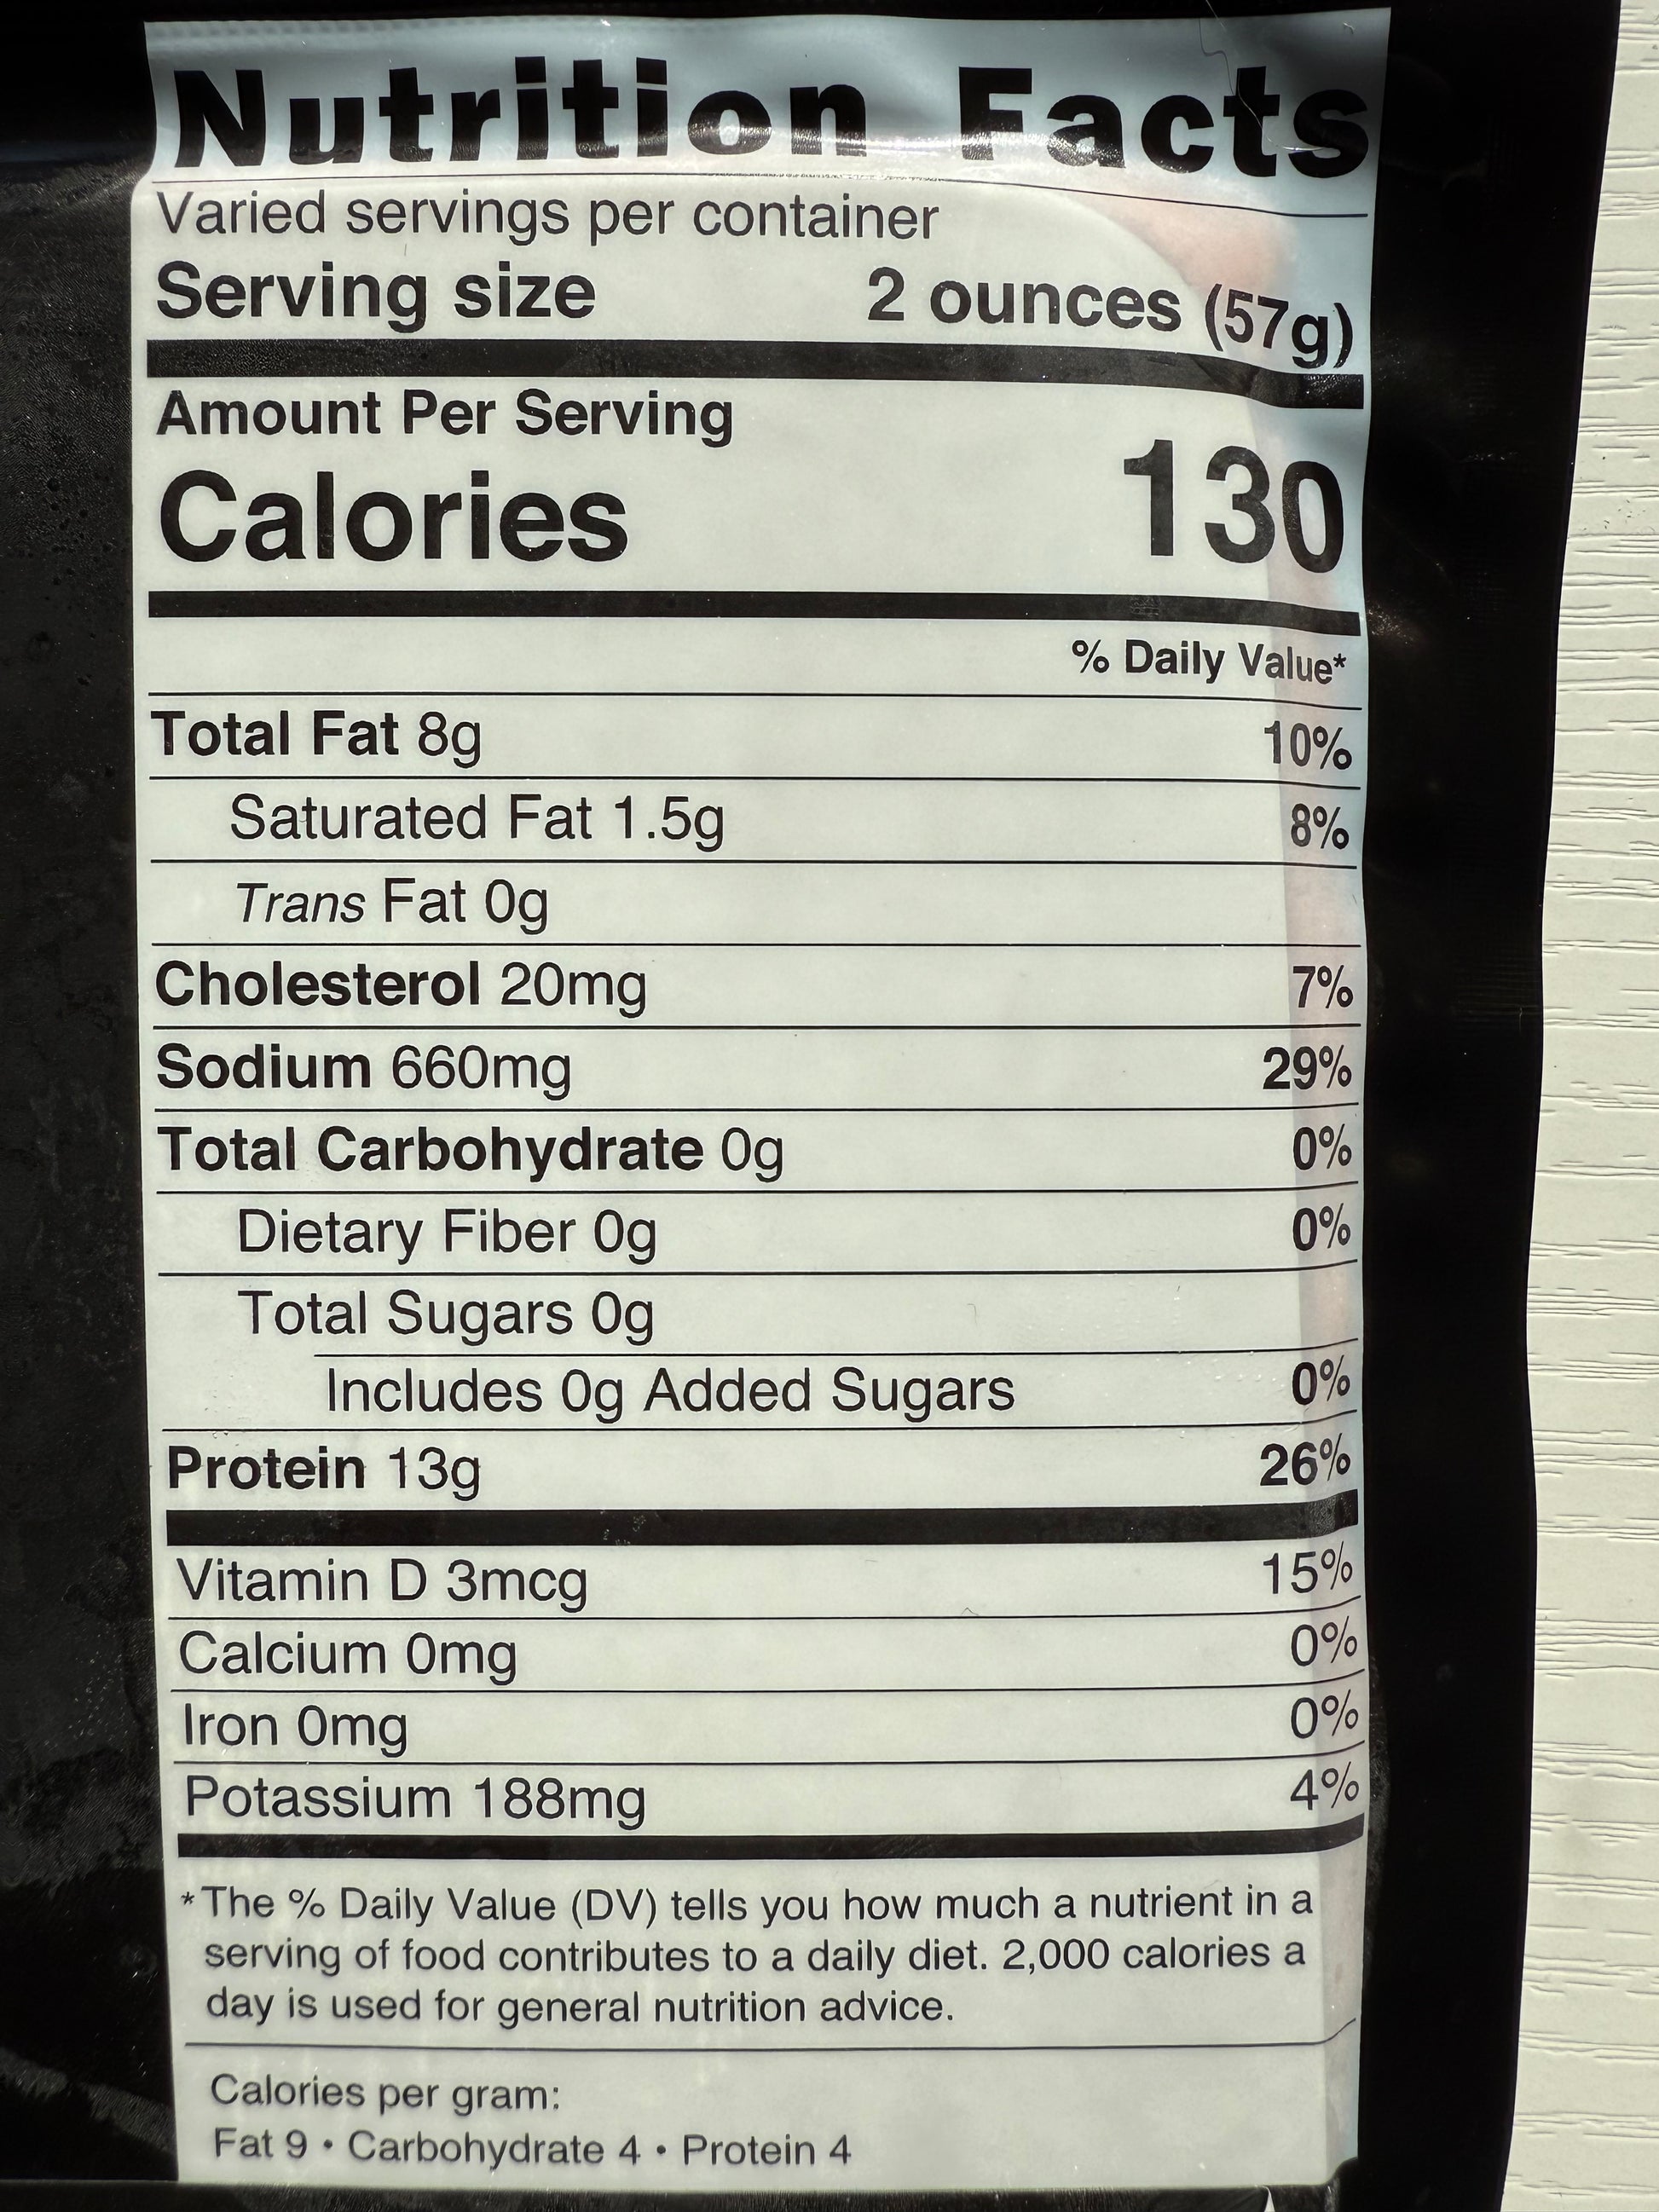 Nutrition Facts
Varied servings per container
Serving size 2 ounces (57g)
Amount Per Serving
Calories 130
% Daily Value*
Total Fat 8g 10%
Saturated Fat 1.5g 8%
Trans Fat 0g
Cholesterol 20mg 7%
Sodium 660mg 29%
Total Carbohydrate 0g 0%
Dietary Fiber 0g 0%
Total Sugars 0g
Includes 0g Added Sugars 0%
Protein 13g 26%
Vitamin D 3mcg 15%
Calcium 0mg 0%
Iron 0mg 0%
Potassium 188mg 4%
*The % Daily Value (DV) tells you how much a nutrient in a
serving of food contributes to a daily diet. 2,000 calories a
day is used for general nutrition advice.
Calories per gram:
Fat 9 • Carbohydrate 4 • Protein 4